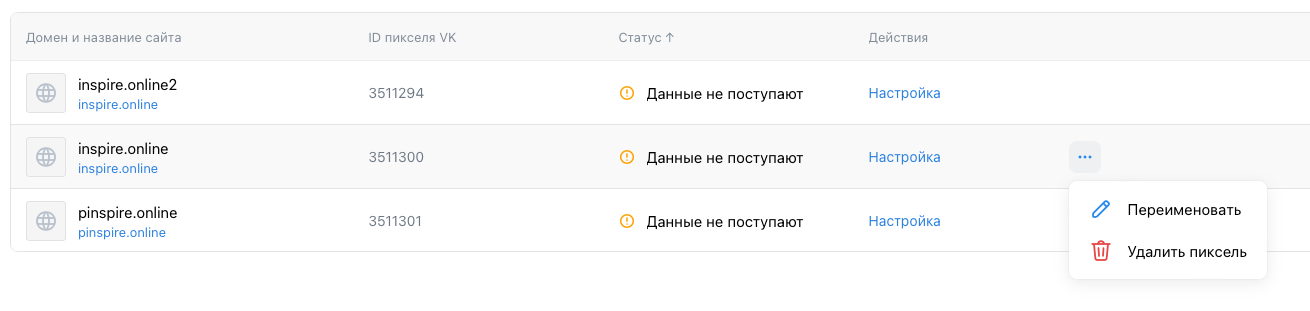 Домен и название сайта ID пикселя VK Статус ↑ Действия
inspire.online2
inspire.online 3511294 Данные не поступают Настройка
inspire.online
inspire.online 3511300 Данные не поступают Настройка
pinspire.online
pinspire.online 3511301 Данные не поступают Настройка
Переименовать
Удалить пиксель